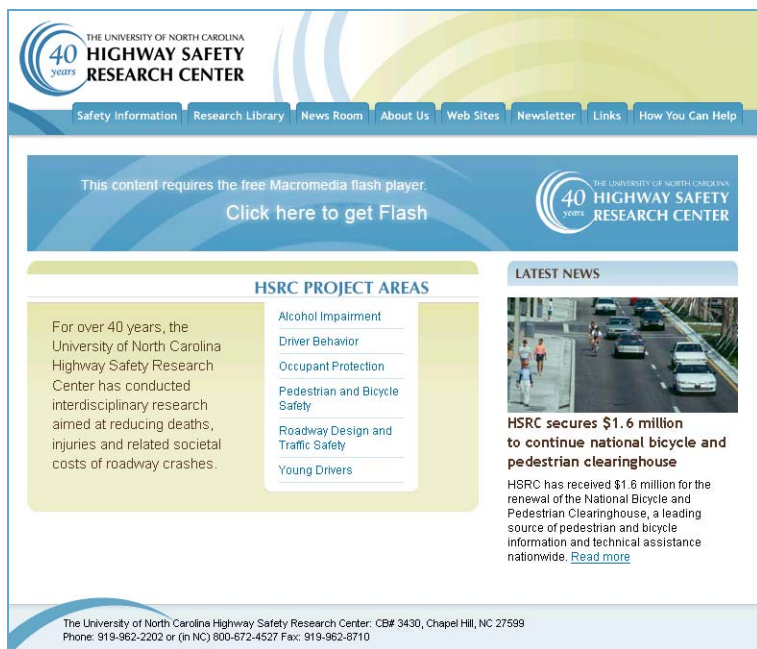 THE UNIVERSITY OF NORTH CAROLINA
40 HIGHWAY SAFETY
years RESEARCH CENTER
Safety Information Research Library News Room About Us Web Sites Newsletter Links How You Can Help
This content requires the free Macromedia flash player.
Click here to get Flash
THE UNIVERSITY OF NORTH CAROLINA
40 HIGHWAY SAFETY
years RESEARCH CENTER
HSRC PROJECT AREAS
For over 40 years, the
University of North Carolina
Highway Safety Research
Center has conducted
interdisciplinary research
aimed at reducing deaths,
injuries and related societal
costs of roadway crashes.
Alcohol Impairment
Driver Behavior
Occupant Protection
Pedestrian and Bicycle
Safety
Roadway Design and
Traffic Safety
Young Drivers
LATEST NEWS
HSRC secures $1.6 million
to continue national bicycle and
pedestrian clearinghouse
HSRC has received $1.6 million for the
renewal of the National Bicycle and
Pedestrian Clearinghouse, a leading
source of pedestrian and bicycle
information and technical assistance
nationwide. Read more
The University of North Carolina Highway Safety Research Center: CB# 3430, Chapel Hill, NC 27599
Phone: 919-962-2202 or (in NC) 800-672-4527 Fax: 919-962-8710